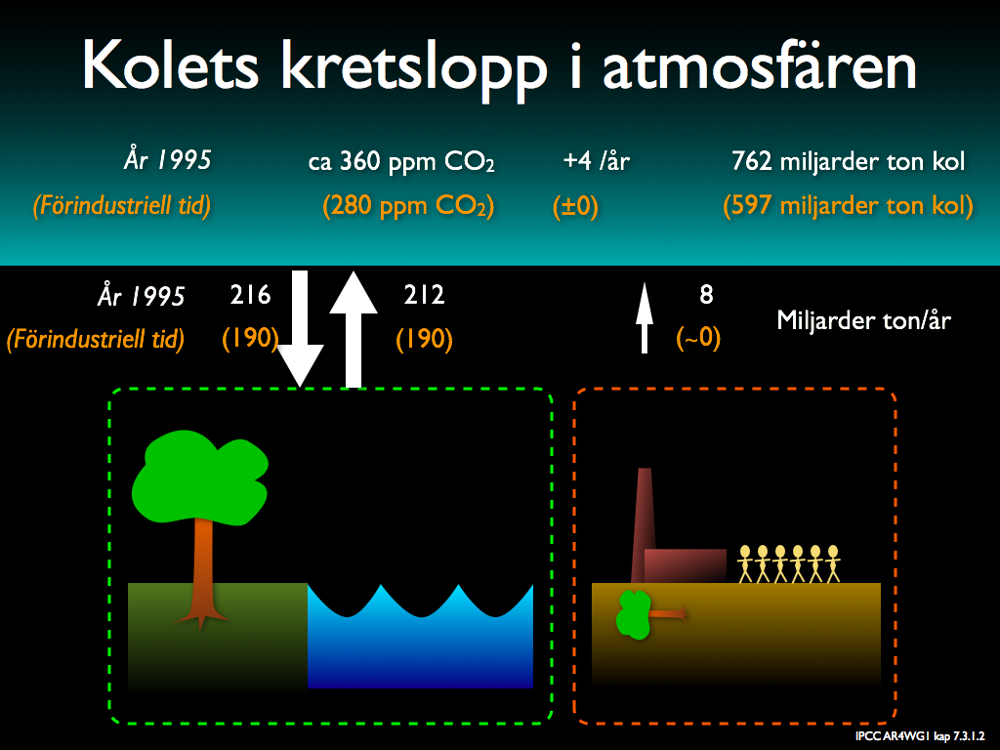 Kolets kretslopp i atmosfären
År 1995 ca 360 ppm CO₂ +4 /år 762 miljarder ton kol
(Förindustriell tid) (280 ppm CO₂) (±0) (597 miljarder ton kol)
År 1995 216 212 8
Miljarder ton/år
(Förindustriell tid) (190) (190) (~0)
IPCC AR4WG1 kap 7.3.1.2